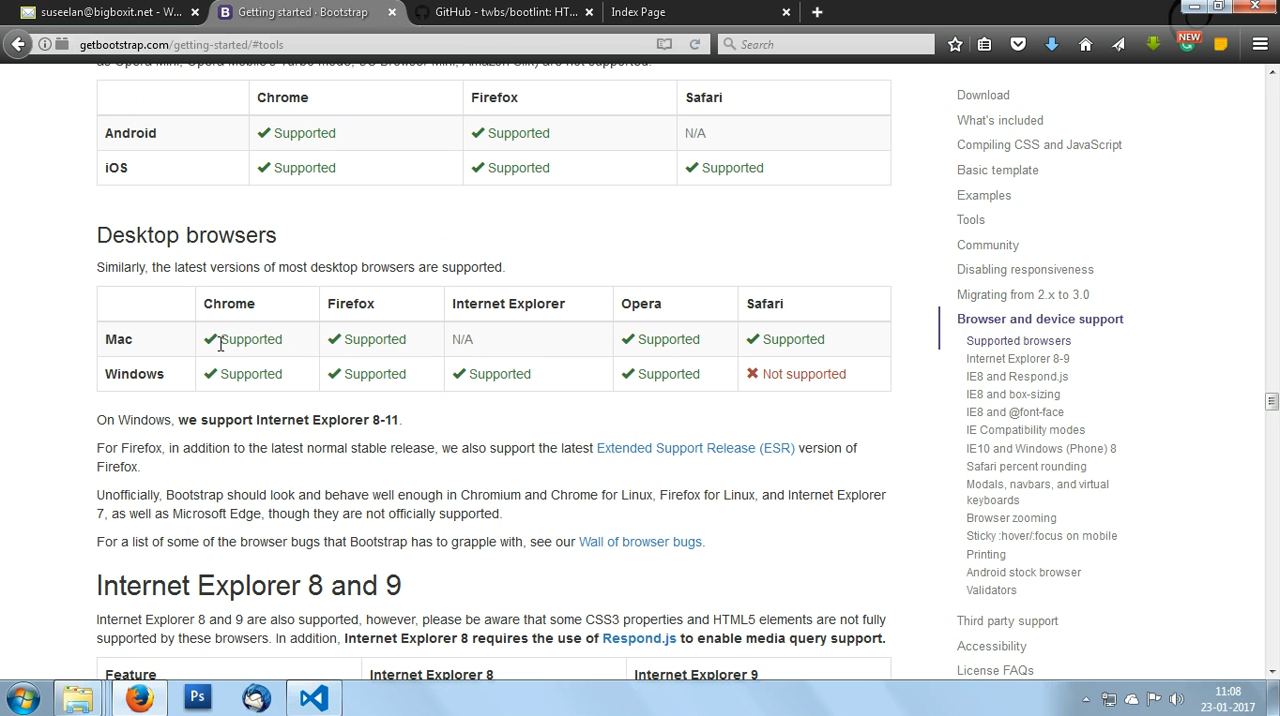 suseelan@bigboxit.net - W...
Getting started · Bootstrap
GitHub - twbs/bootlint: HT...
Index Page
getbootstrap.com/getting-started/#tools
Search
NEW
as Opera Mini, Opera Mobile's Turbo mode, UC Browser Mini, Amazon Silk) are not supported.
Chrome Firefox Safari
Android Supported Supported N/A
iOS Supported Supported Supported
Desktop browsers
Similarly, the latest versions of most desktop browsers are supported.
Chrome Firefox Internet Explorer Opera Safari
Mac Supported Supported N/A Supported Supported
Windows Supported Supported Supported Supported Not supported
On Windows, we support Internet Explorer 8-11.
For Firefox, in addition to the latest normal stable release, we also support the latest Extended Support Release (ESR) version of
Firefox.
Unofficially, Bootstrap should look and behave well enough in Chromium and Chrome for Linux, Firefox for Linux, and Internet Explorer
7, as well as Microsoft Edge, though they are not officially supported.
For a list of some of the browser bugs that Bootstrap has to grapple with, see our Wall of browser bugs.
Internet Explorer 8 and 9
Internet Explorer 8 and 9 are also supported, however, please be aware that some CSS3 properties and HTML5 elements are not fully
supported by these browsers. In addition, Internet Explorer 8 requires the use of Respond.js to enable media query support.
Feature Internet Explorer 8 Internet Explorer 9
Download
What's included
Compiling CSS and JavaScript
Basic template
Examples
Tools
Community
Disabling responsiveness
Migrating from 2.x to 3.0
Browser and device support
Supported browsers
Internet Explorer 8-9
IE8 and Respond.js
IE8 and box-sizing
IE8 and @font-face
IE Compatibility modes
IE10 and Windows (Phone) 8
Safari percent rounding
Modals, navbars, and virtual
keyboards
Browser zooming
Sticky :hover/:focus on mobile
Printing
Android stock browser
Validators
Third party support
Accessibility
License FAQs
Ps
11:08
23-01-2017